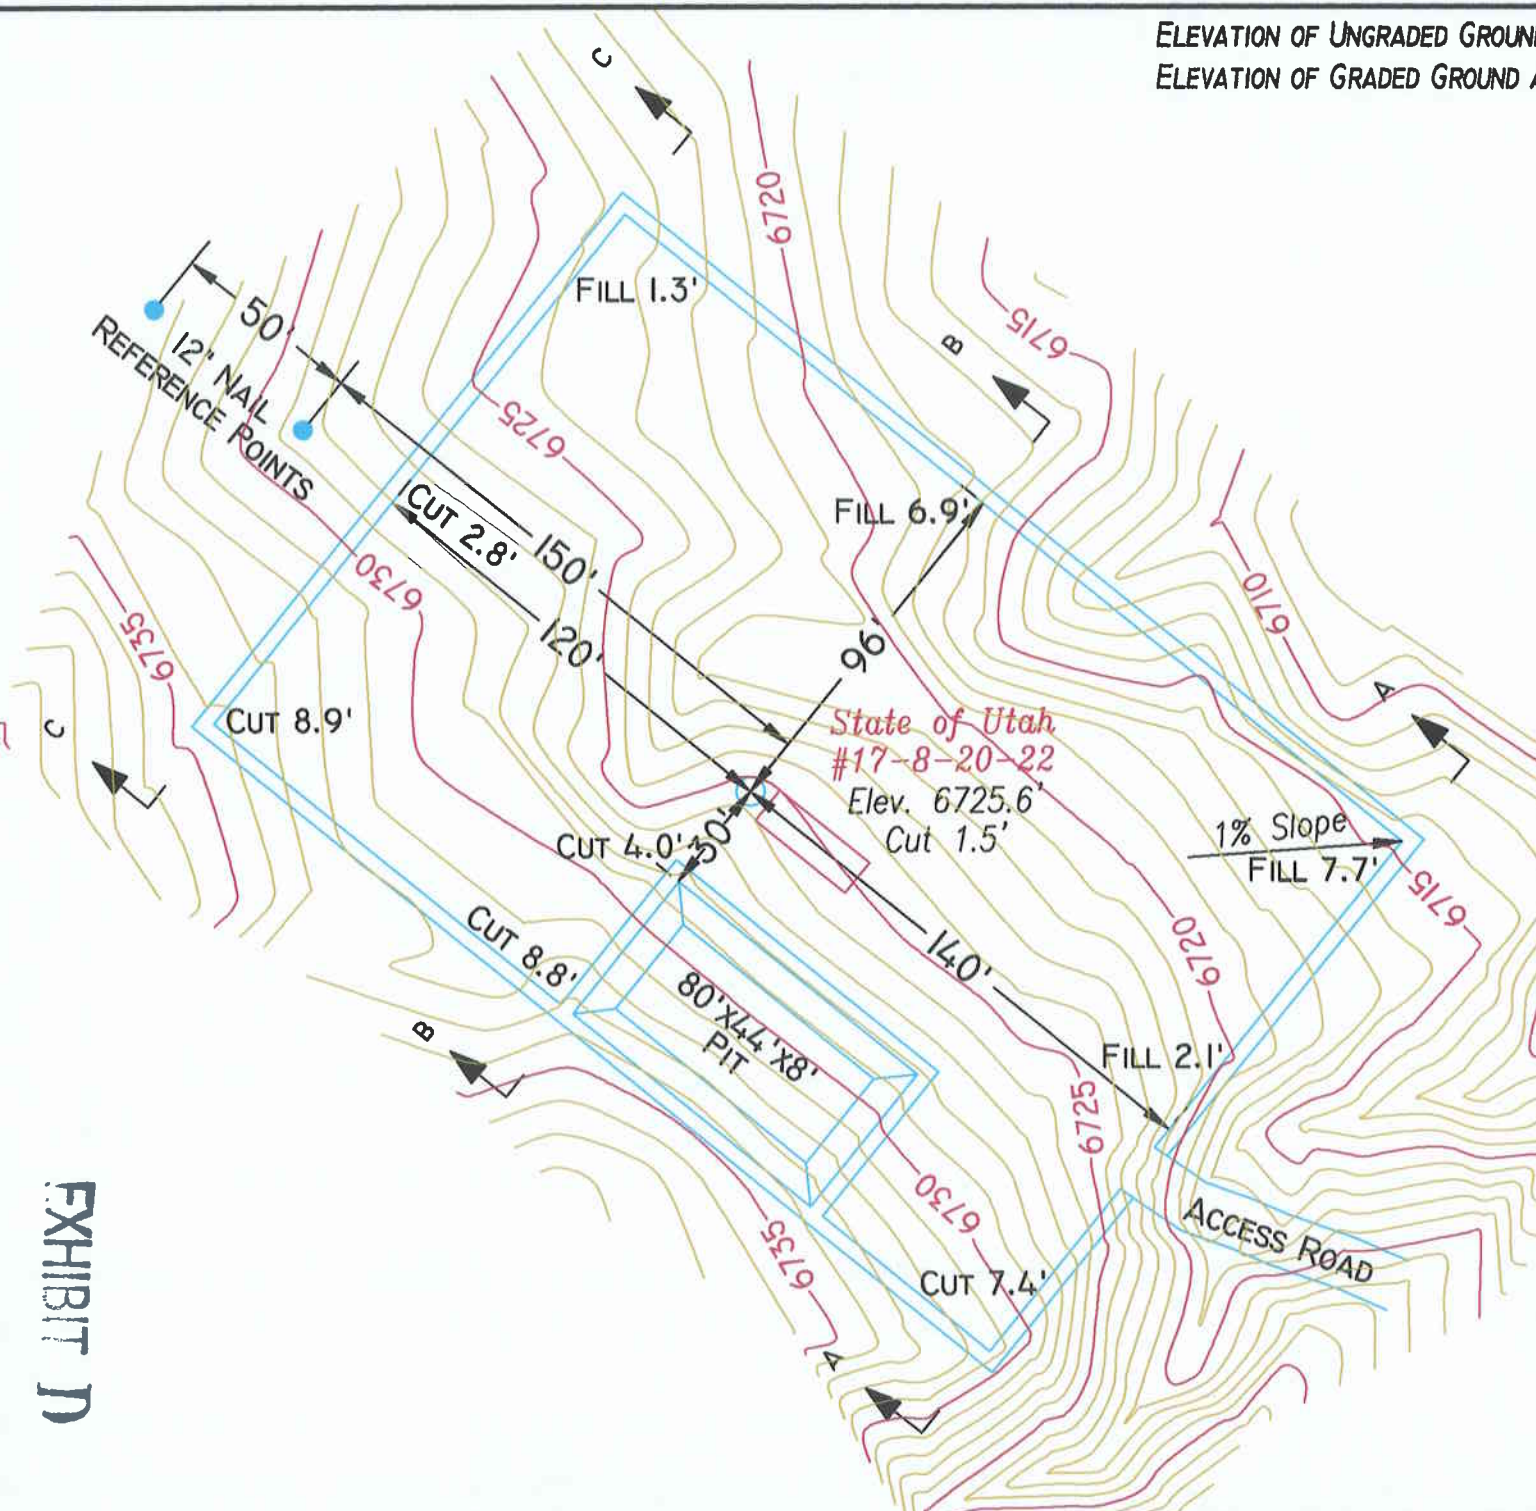 ELEVATION OF UNGRADED GROUN
ELEVATION OF GRADED GROUND
C
6720
FILL 1.3'
50'
12" NAIL
REFERENCE POINTS
6715
B
6725
CUT 2.8'
150'
FILL 6.9'
6730
120'
96'
6710
6735
A
C
CUT 8.9'
State of Utah
#17-8-20-22
Elev. 6725.6'
Cut 1.5'
CUT 4.0'
30'
1% Slope
FILL 7.7'
6715
CUT 8.8'
140'
6720
80'X44'X8'
PIT
B
FILL 2.1'
6725
6730
6735
ACCESS ROAD
CUT 7.4'
A
EXHIBIT D